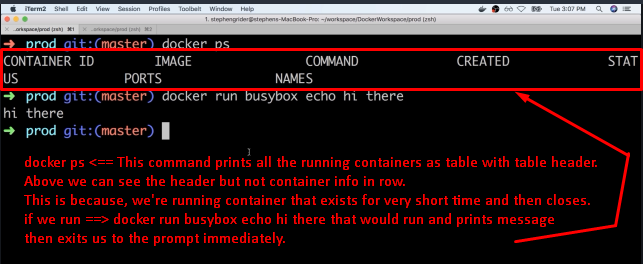 iTerm2 Shell Edit View Session Profiles Toolbelt Window Help Tue 3:07 PM
1. stephengrider@stephens-MacBook-Pro: ~/workspace/DockerWorkspace/prod (zsh)
..orkspace/prod (zsh) ⌘1 ..orkspace/prod (zsh) ⌘2
➜ prod git:(master) docker ps
CONTAINER ID IMAGE COMMAND CREATED STAT
US PORTS NAMES
➜ prod git:(master) docker run busybox echo hi there
hi there
➜ prod git:(master)
docker ps <== This command prints all the running containers as table with table header.
Above we can see the header but not container info in row.
This is because, we're running container that exists for very short time and then closes.
if we run ==> docker run busybox echo hi there that would run and prints message
then exits us to the prompt immediately.